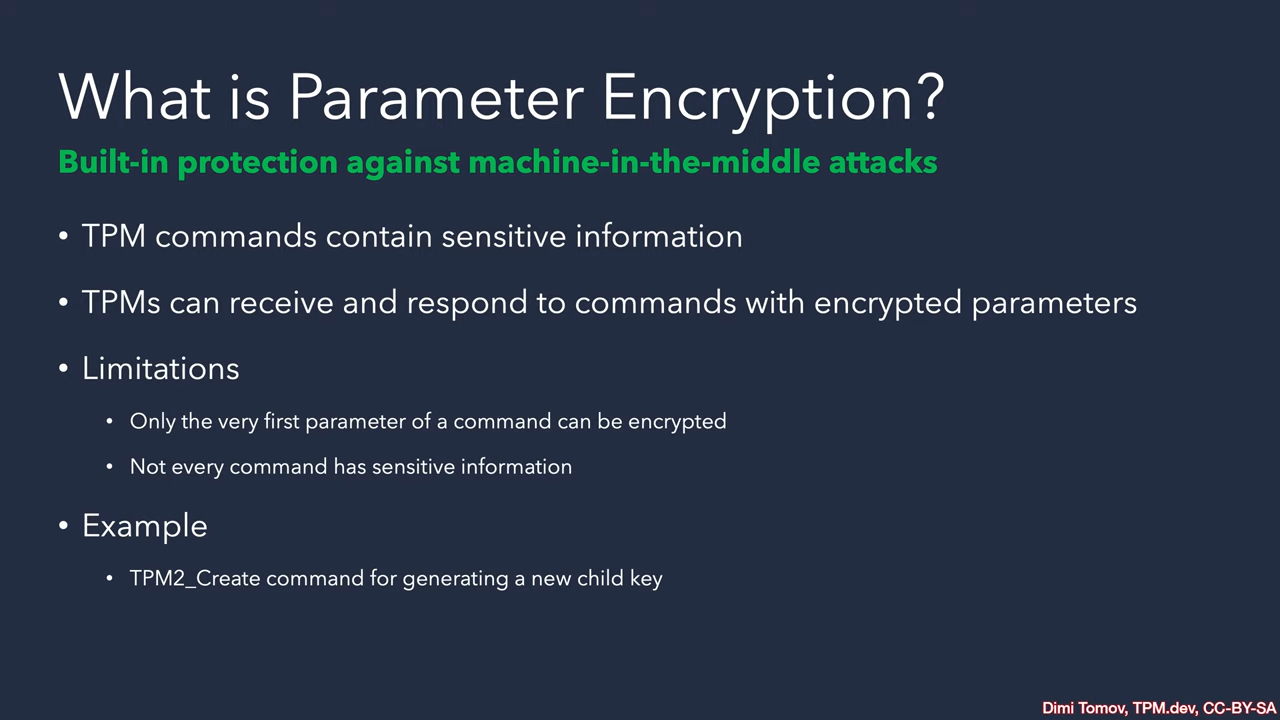 What is Parameter Encryption?
Built-in protection against machine-in-the-middle attacks
• TPM commands contain sensitive information
• TPMs can receive and respond to commands with encrypted parameters
• Limitations
• Only the very first parameter of a command can be encrypted
• Not every command has sensitive information
• Example
• TPM2_Create command for generating a new child key
Dimi Tomov, TPM.dev, CC-BY-SA